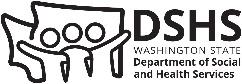 DSHS
WASHINGTON STATE
Department of Social
and Health Services